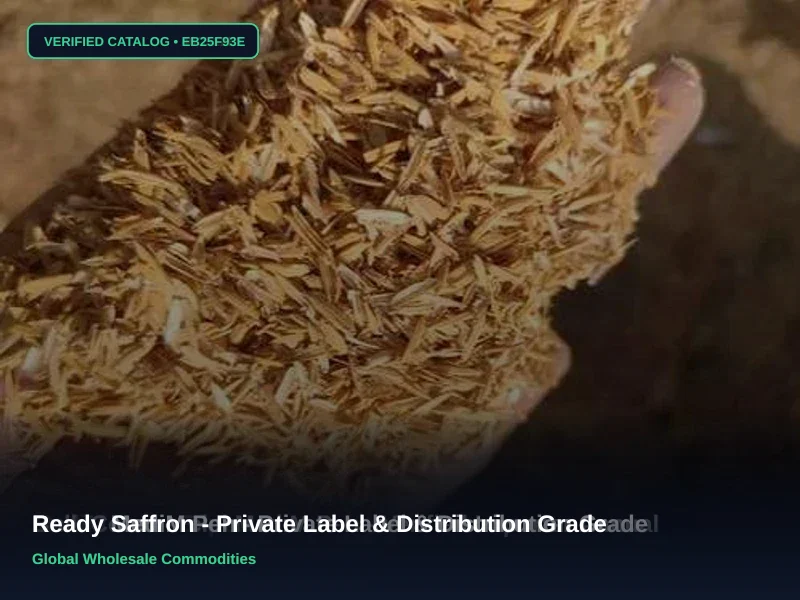 VERIFIED CATALOG • EB25F93E
Ready Saffron - Private Label & Distribution Grade
Global Wholesale Commodities